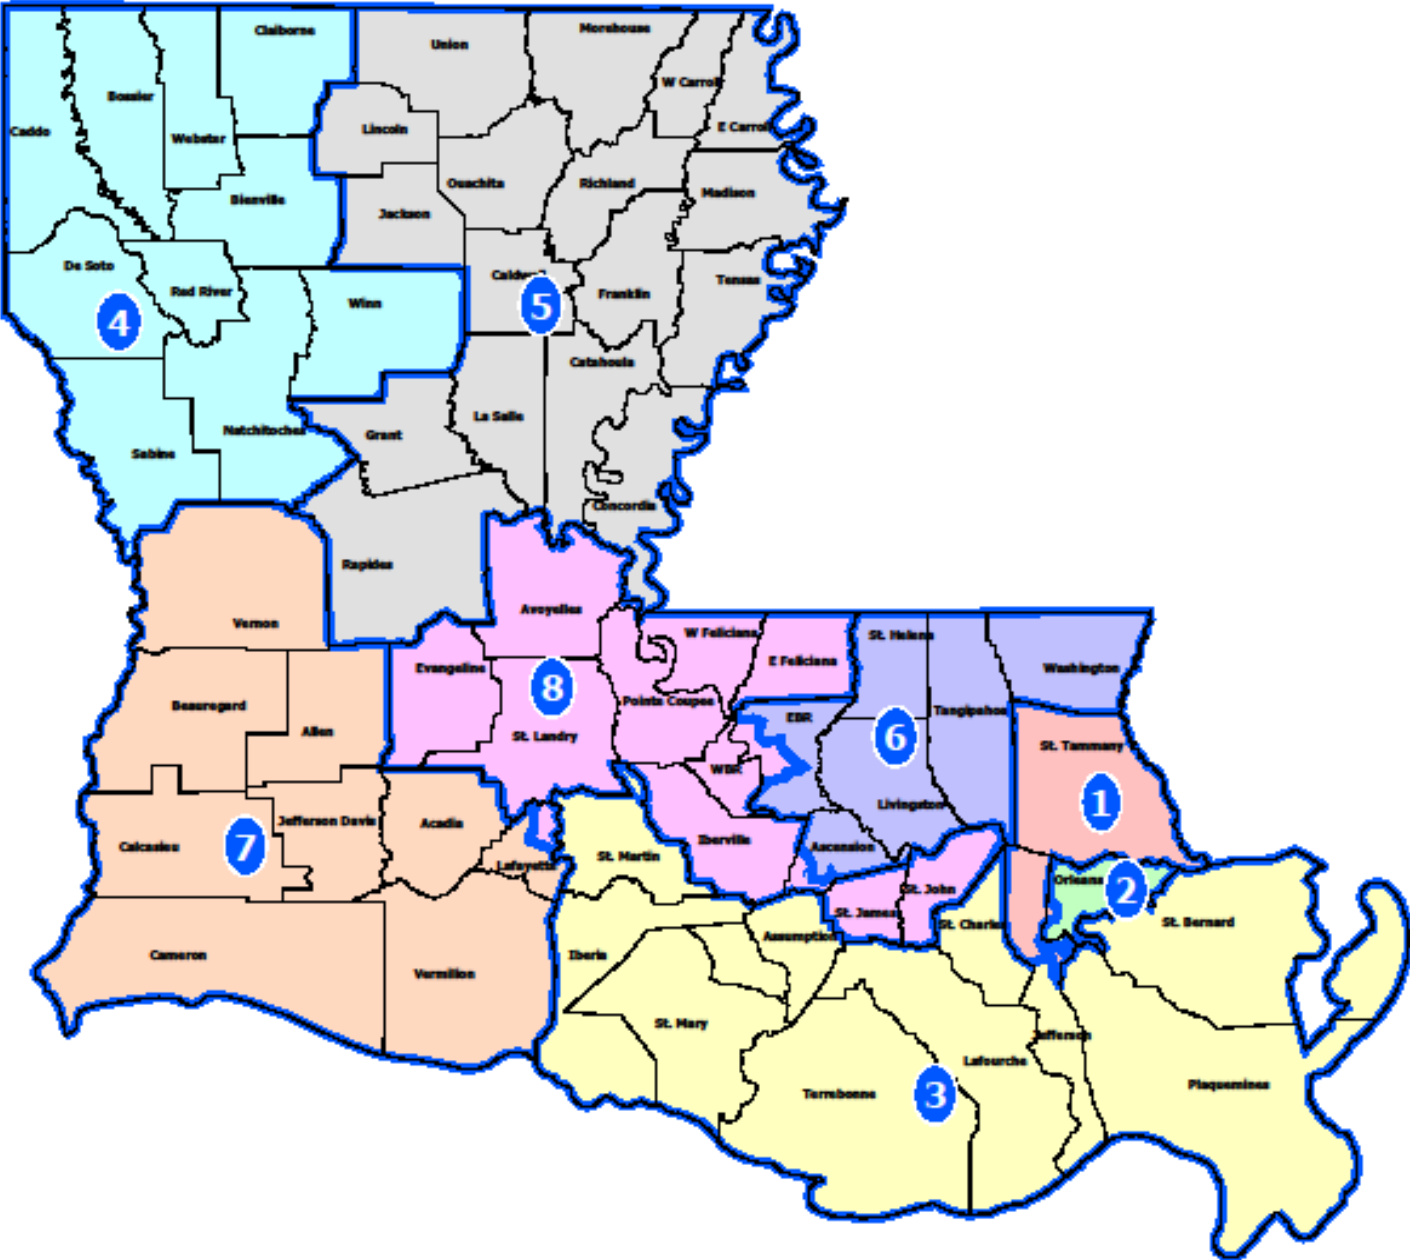 Claiborne
Union
Morehouse
Bossier
W Carroll
Caddo
Webster
Lincoln
E Carroll
Ouachita
Richland
Madison
Bienville
Jackson
De Soto
Red River
Winn
Caldwell
Franklin
Tensas
4
5
Catahoula
La Salle
Natchitoches
Grant
Sabine
Concordia
Rapides
Avoyelles
Vernon
W Feliciana
St. Helena
E Feliciana
Evangeline
Washington
8
Pointe Coupee
Beauregard
Tangipahoa
EBR
Allen
St. Landry
6
St. Tammany
WBR
1
Livingston
Jefferson Davis
Acadia
Calcasieu
7
Iberville
Ascension
St. Martin
Lafayette
Orleans
2
St. John
St. James
St. Charles
St. Bernard
Assumption
Cameron
Iberia
Vermilion
St. Mary
Jefferson
Lafourche
Plaquemines
Terrebonne
3